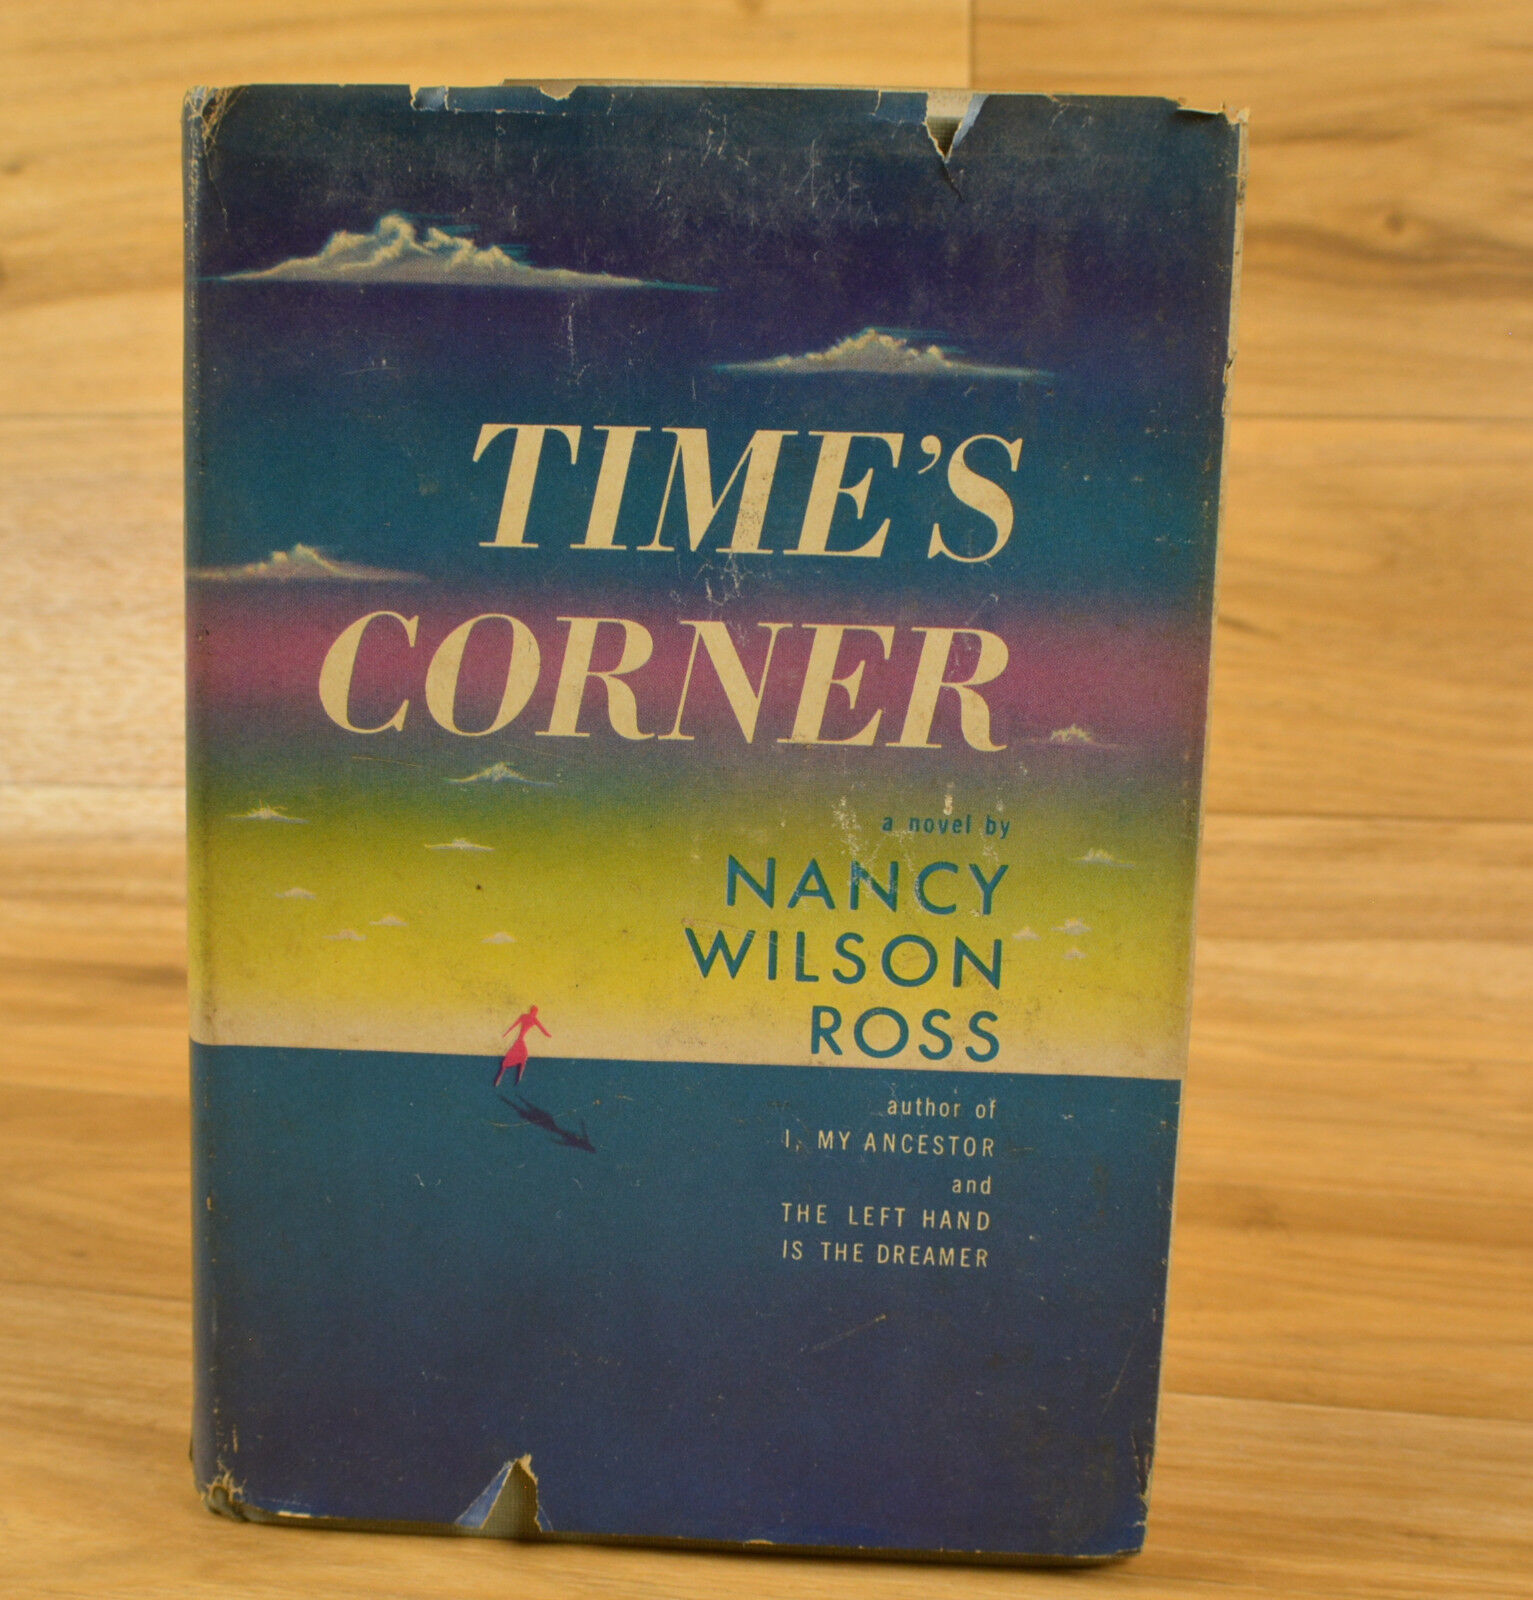 TIME'S
CORNER
a novel by
NANCY
WILSON
ROSS
author of
I, MY ANCESTOR
and
THE LEFT HAND
IS THE DREAMER